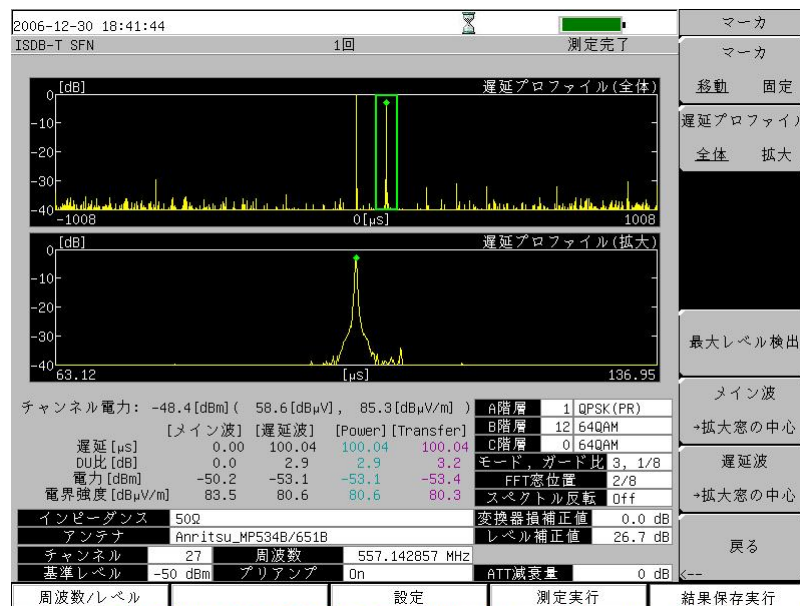 2006-12-30 18:41:44
マーカ
ISDB-T SFN 1回 測定完了
マーカ
移動 固定
[dB] 遅延プロファイル(全体)
0
-10
-20
-30
-40
-1008 0[μs] 1008
遅延プロファイル
全体 拡大
[dB] 遅延プロファイル(拡大)
0
-10
-20
-30
-40
63.12 [μs] 136.95
最大レベル検出
メイン波
→拡大窓の中心
遅延波
→拡大窓の中心
戻る
<--
チャンネル電力: -48.4[dBm]( 58.6[dBμV], 85.3[dBμV/m] )
[メイン波] [遅延波] [Power] [Transfer]
遅延[μs] 0.00 100.04 100.04 100.04
DU比[dB] 0.0 2.9 2.9 3.2
電力[dBm] -50.2 -53.1 -53.1 -53.4
電界強度[dBμV/m] 83.5 80.6 80.6 80.3
A階層 1 QPSK(PR)
B階層 12 64QAM
C階層 0 64QAM
モード, ガード比 3, 1/8
FFT窓位置 2/8
スペクトル反転 Off
インピーダンス 50Ω 変換器損補正値 0.0 dB
アンテナ Anritsu_MP534B/651B レベル補正値 26.7 dB
チャンネル 27 周波数 557.142857 MHz
基準レベル -50 dBm プリアンプ On ATT減衰量 0 dB
周波数/レベル 設定 測定実行 結果保存実行